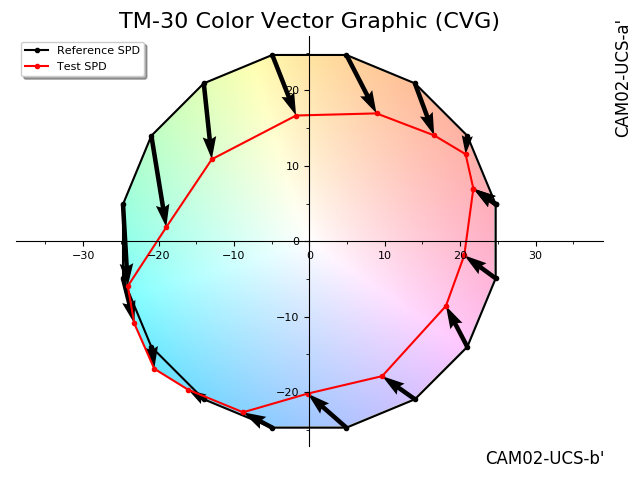 TM-30 Color Vector Graphic (CVG)
CAM02-UCS-a'
Reference SPD
Test SPD
20
10
−30 −20 −10 0 0 10 20 30
−10
−20
CAM02-UCS-b'